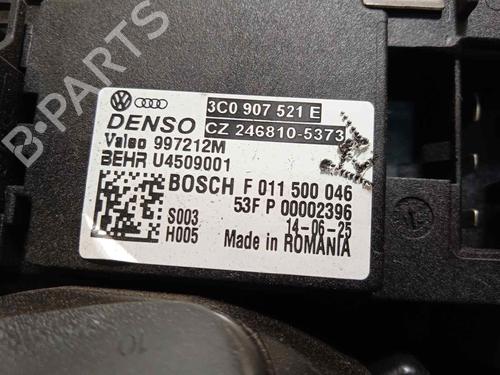 3C0 907 521 E
DENSO CZ 246810-5373
Valeo 997212M
BEHR U4509001
BOSCH F 011 500 046
53F P 00002396
S003 14-06-25
H005 Made in ROMANIA
B-PARTS
10